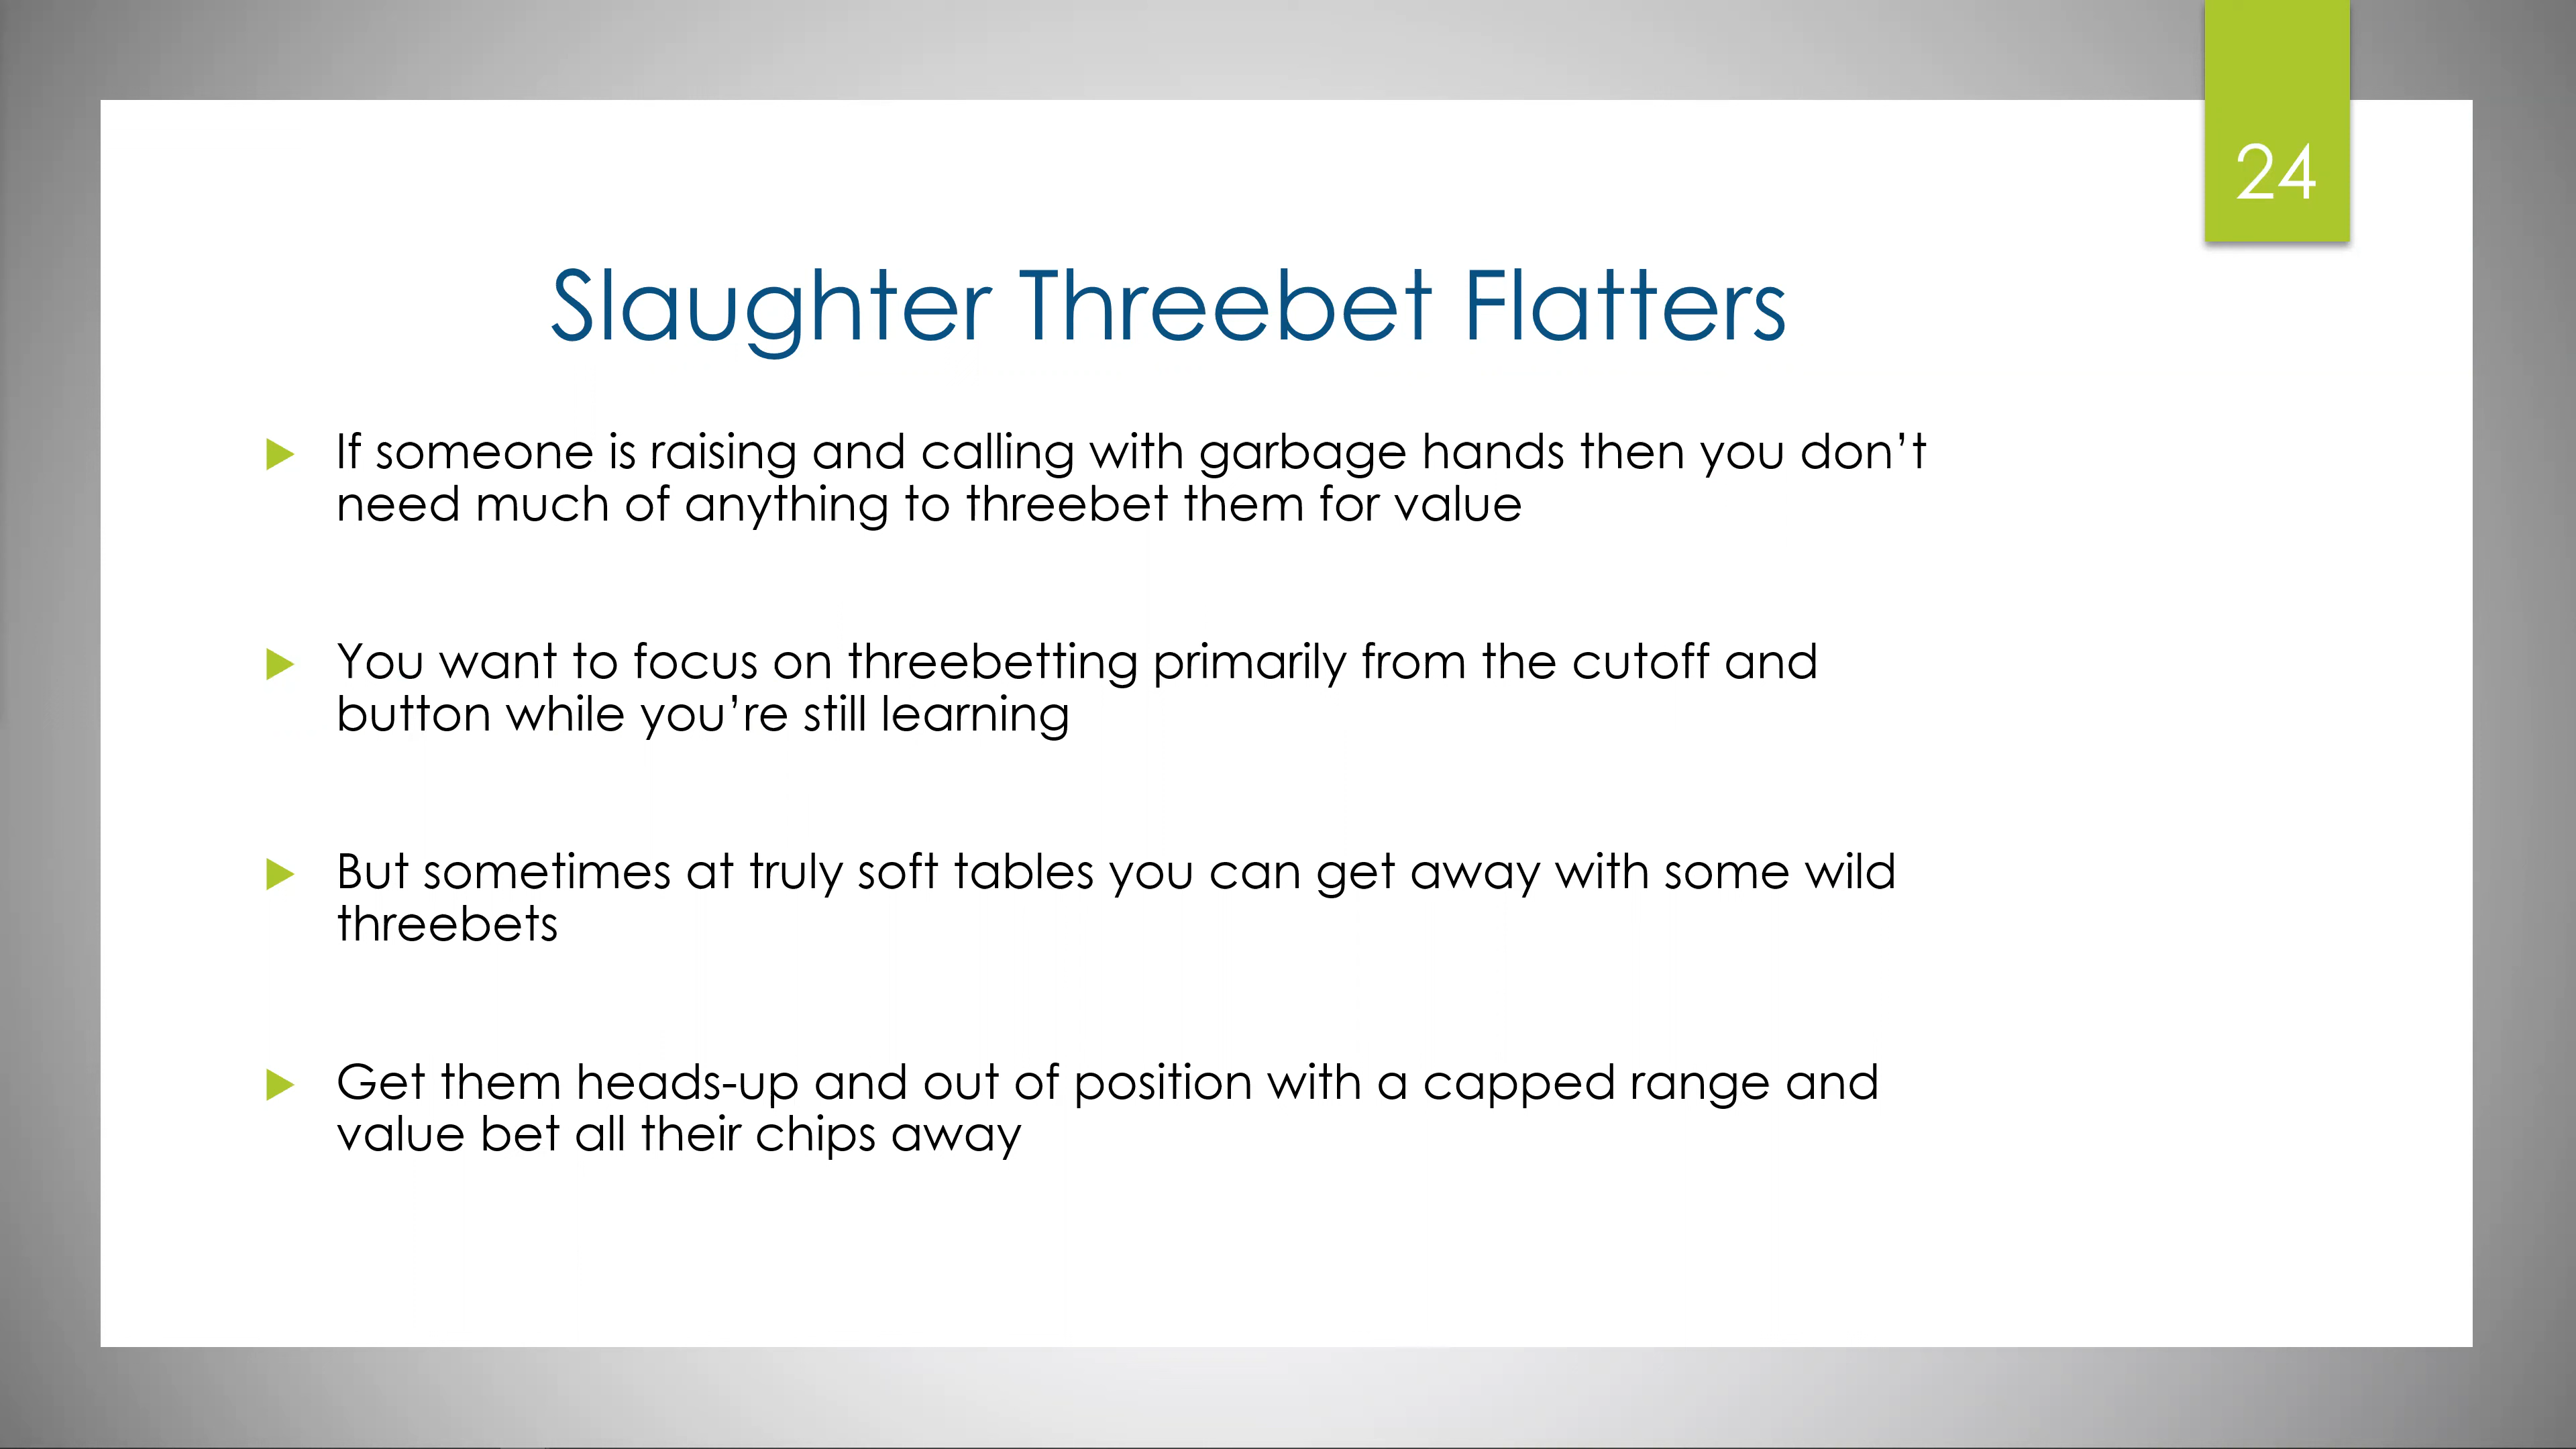 24
Slaughter Threebet Flatters
If someone is raising and calling with garbage hands then you don’t
need much of anything to threebet them for value
You want to focus on threebetting primarily from the cutoff and
button while you’re still learning
But sometimes at truly soft tables you can get away with some wild
threebets
Get them heads-up and out of position with a capped range and
value bet all their chips away